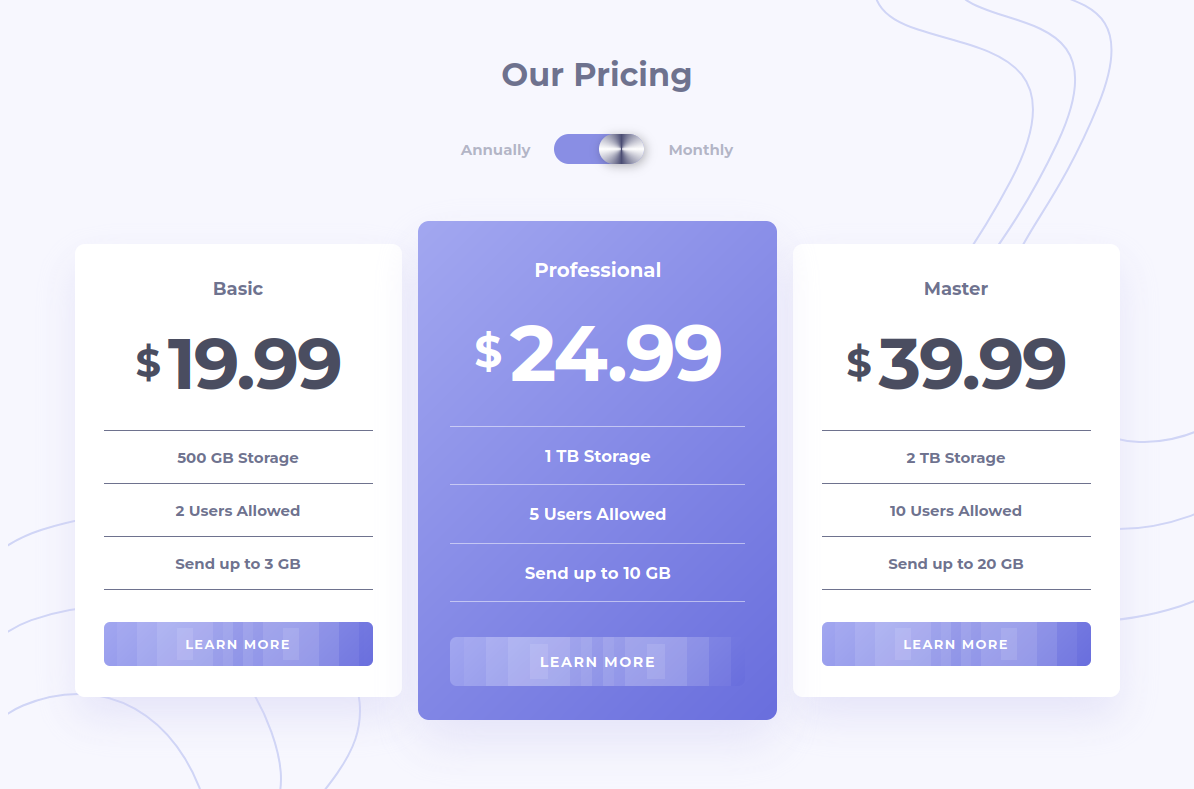 Our Pricing
Annually
Monthly
Basic
$19.99
500 GB Storage
2 Users Allowed
Send up to 3 GB
LEARN MORE
Professional
$24.99
1 TB Storage
5 Users Allowed
Send up to 10 GB
LEARN MORE
Master
$39.99
2 TB Storage
10 Users Allowed
Send up to 20 GB
LEARN MORE